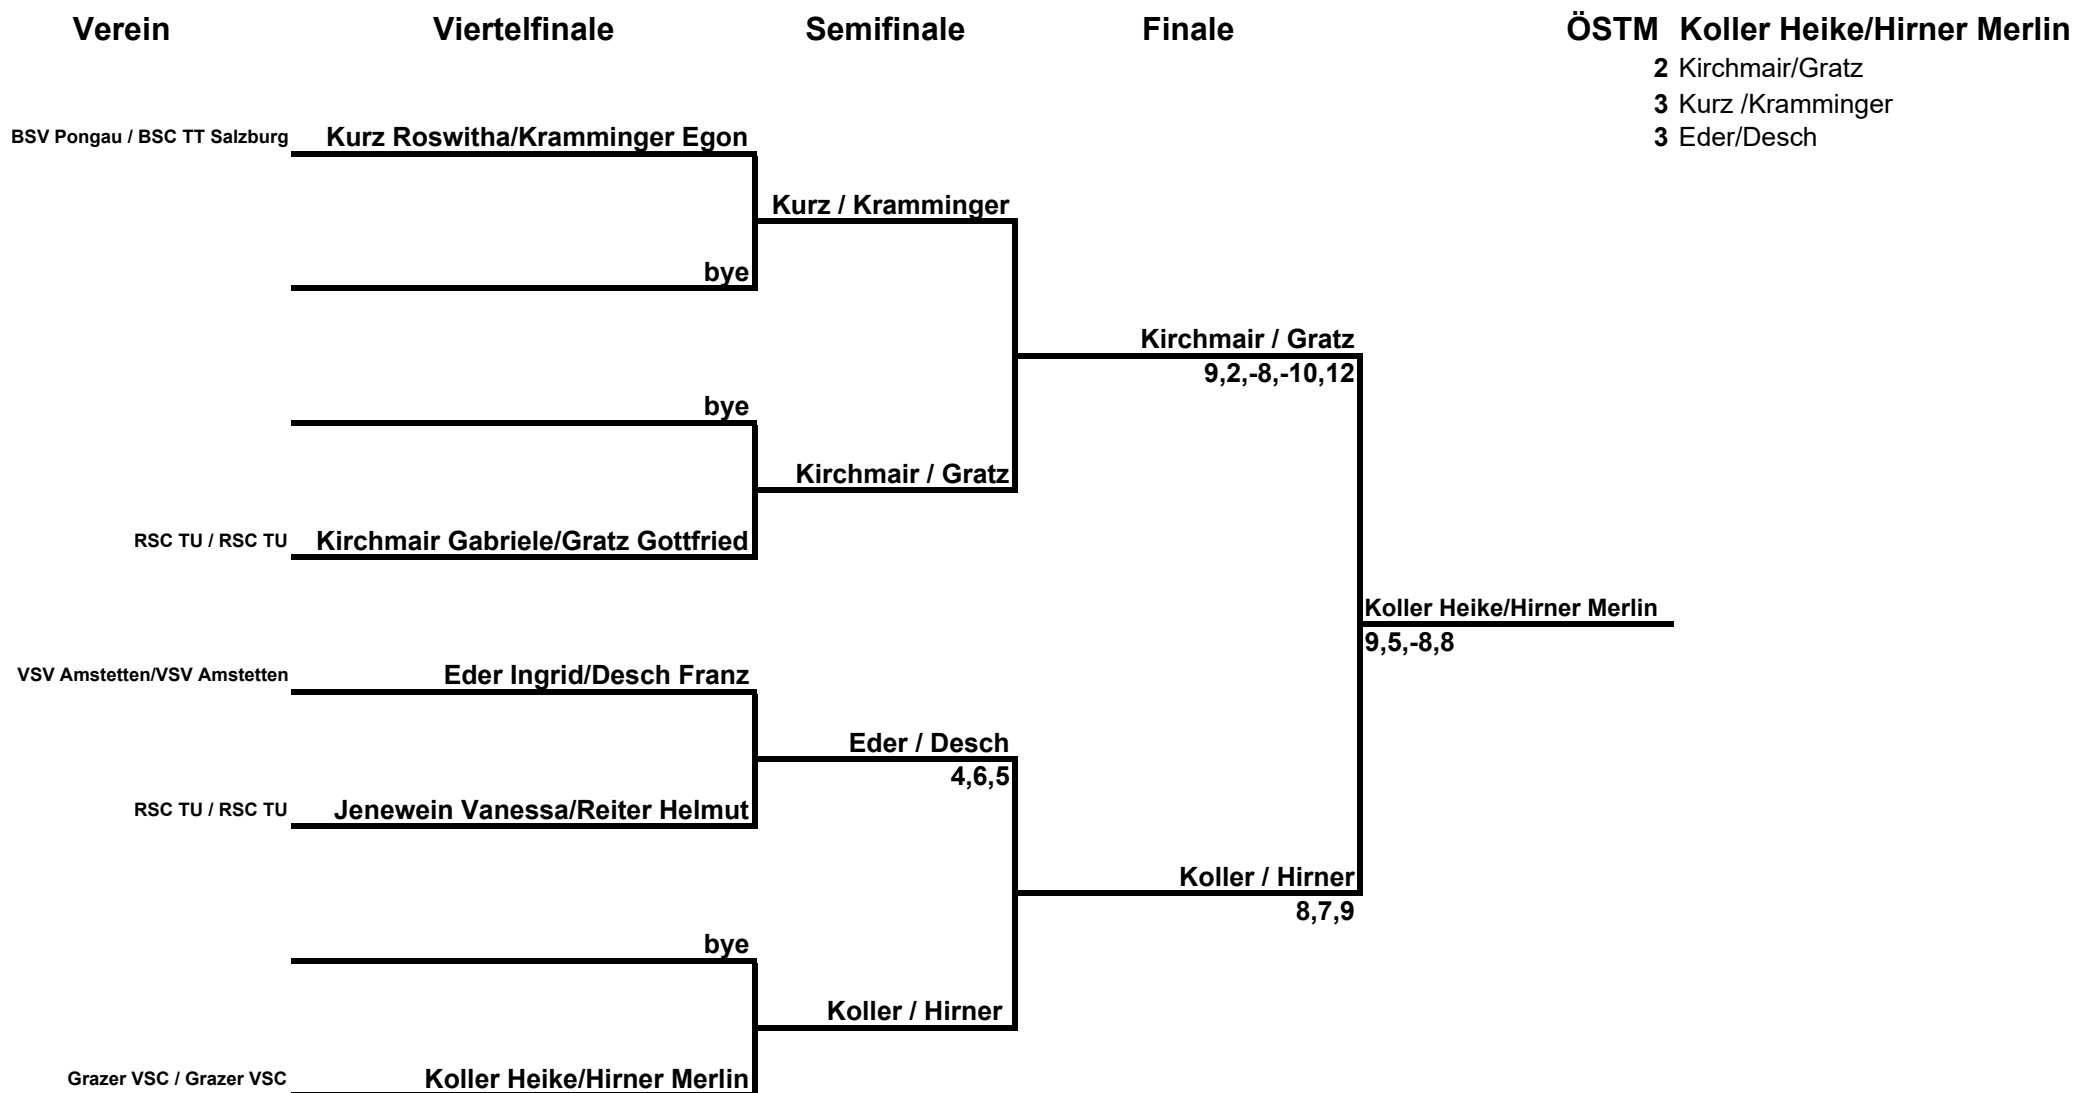 Verein Viertelfinale Semifinale Finale ÖSTM Koller Heike/Hirner Merlin
2 Kirchmair/Gratz
3 Kurz /Kramminger
3 Eder/Desch
BSV Pongau / BSC TT Salzburg Kurz Roswitha/Kramminger Egon
Kurz / Kramminger
bye
Kirchmair / Gratz
9,2,-8,-10,12
bye
Kirchmair / Gratz
RSC TU / RSC TU Kirchmair Gabriele/Gratz Gottfried
Koller Heike/Hirner Merlin
9,5,-8,8
VSV Amstetten/VSV Amstetten Eder Ingrid/Desch Franz
Eder / Desch
4,6,5
RSC TU / RSC TU Jenewein Vanessa/Reiter Helmut
Koller / Hirner
8,7,9
bye
Koller / Hirner
Grazer VSC / Grazer VSC Koller Heike/Hirner Merlin